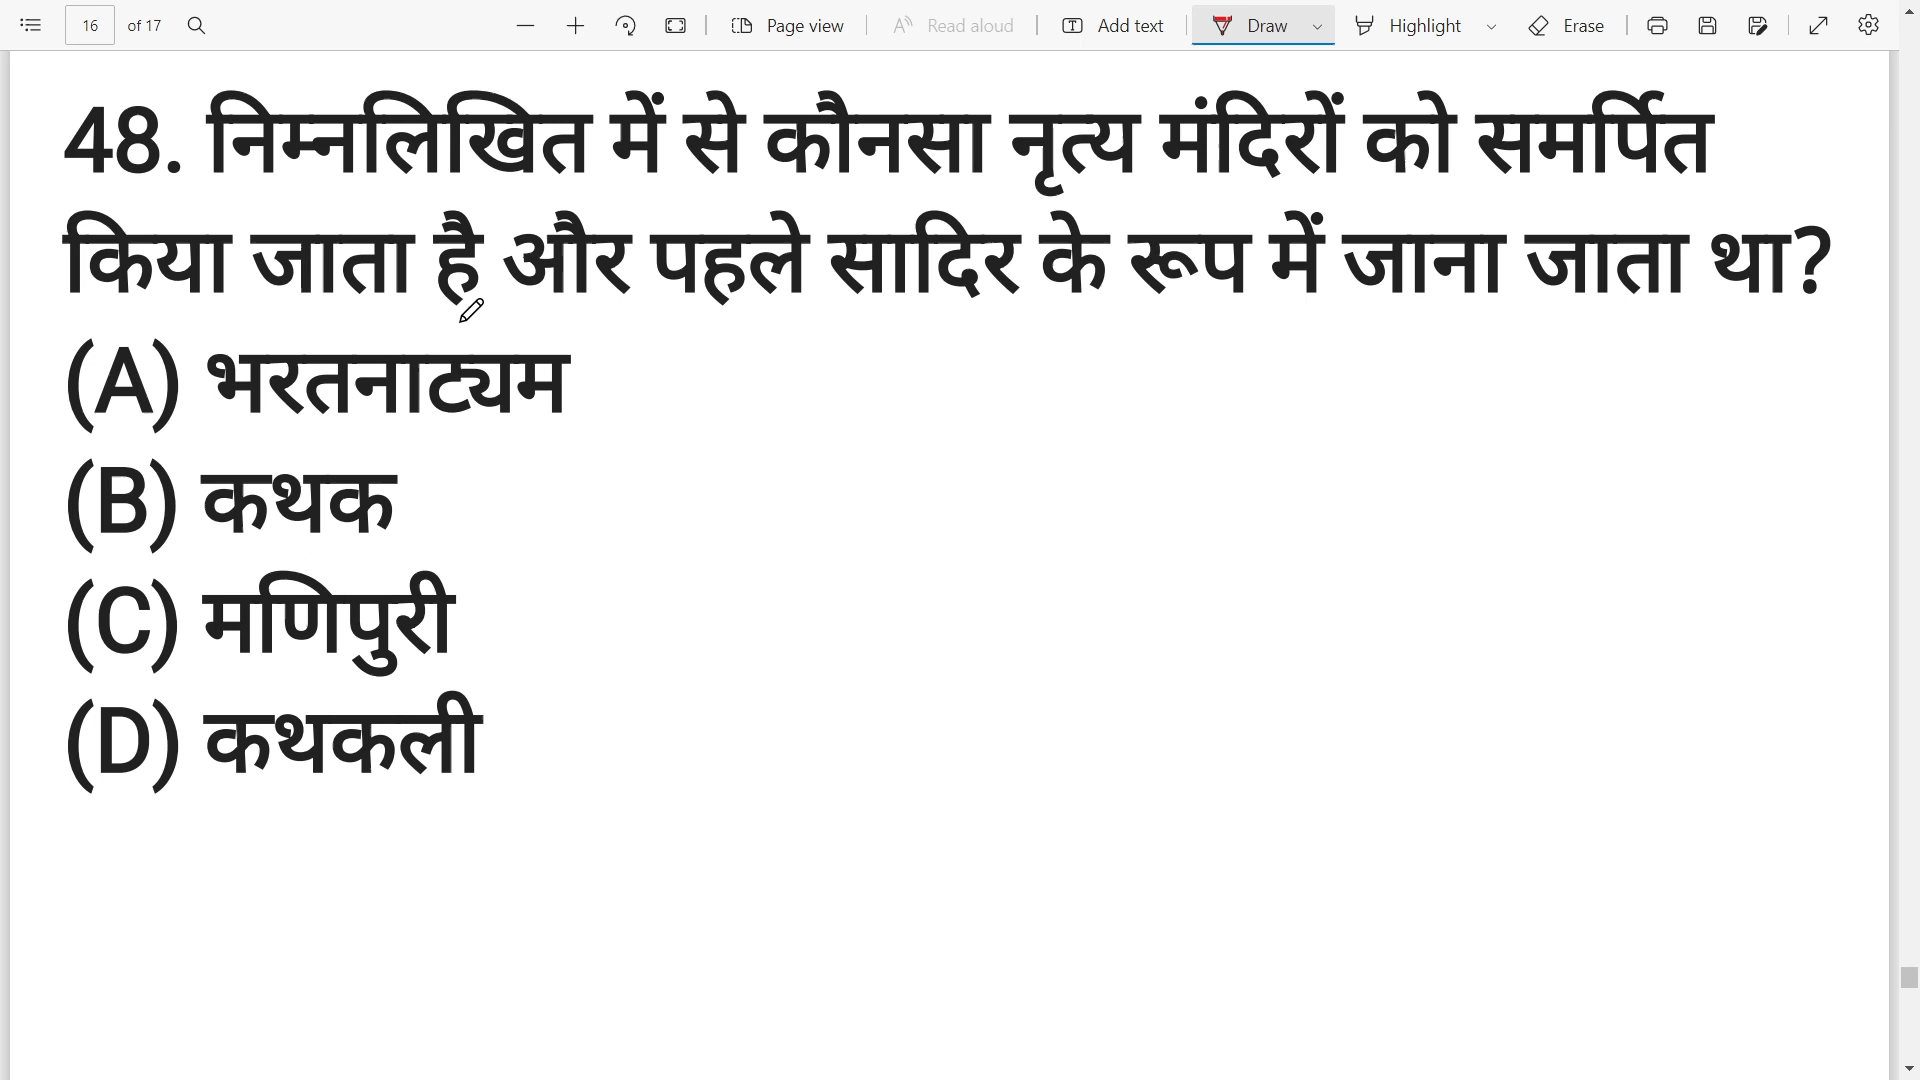 16 of 17 Page view Read aloud Add text Draw Highlight Erase
48. निम्नलिखित में से कौनसा नृत्य मंदिरों को समर्पित
किया जाता है और पहले सादिर के रूप में जाना जाता था?
(A) भरतनाट्यम
(B) कथक
(C) मणिपुरी
(D) कथकली